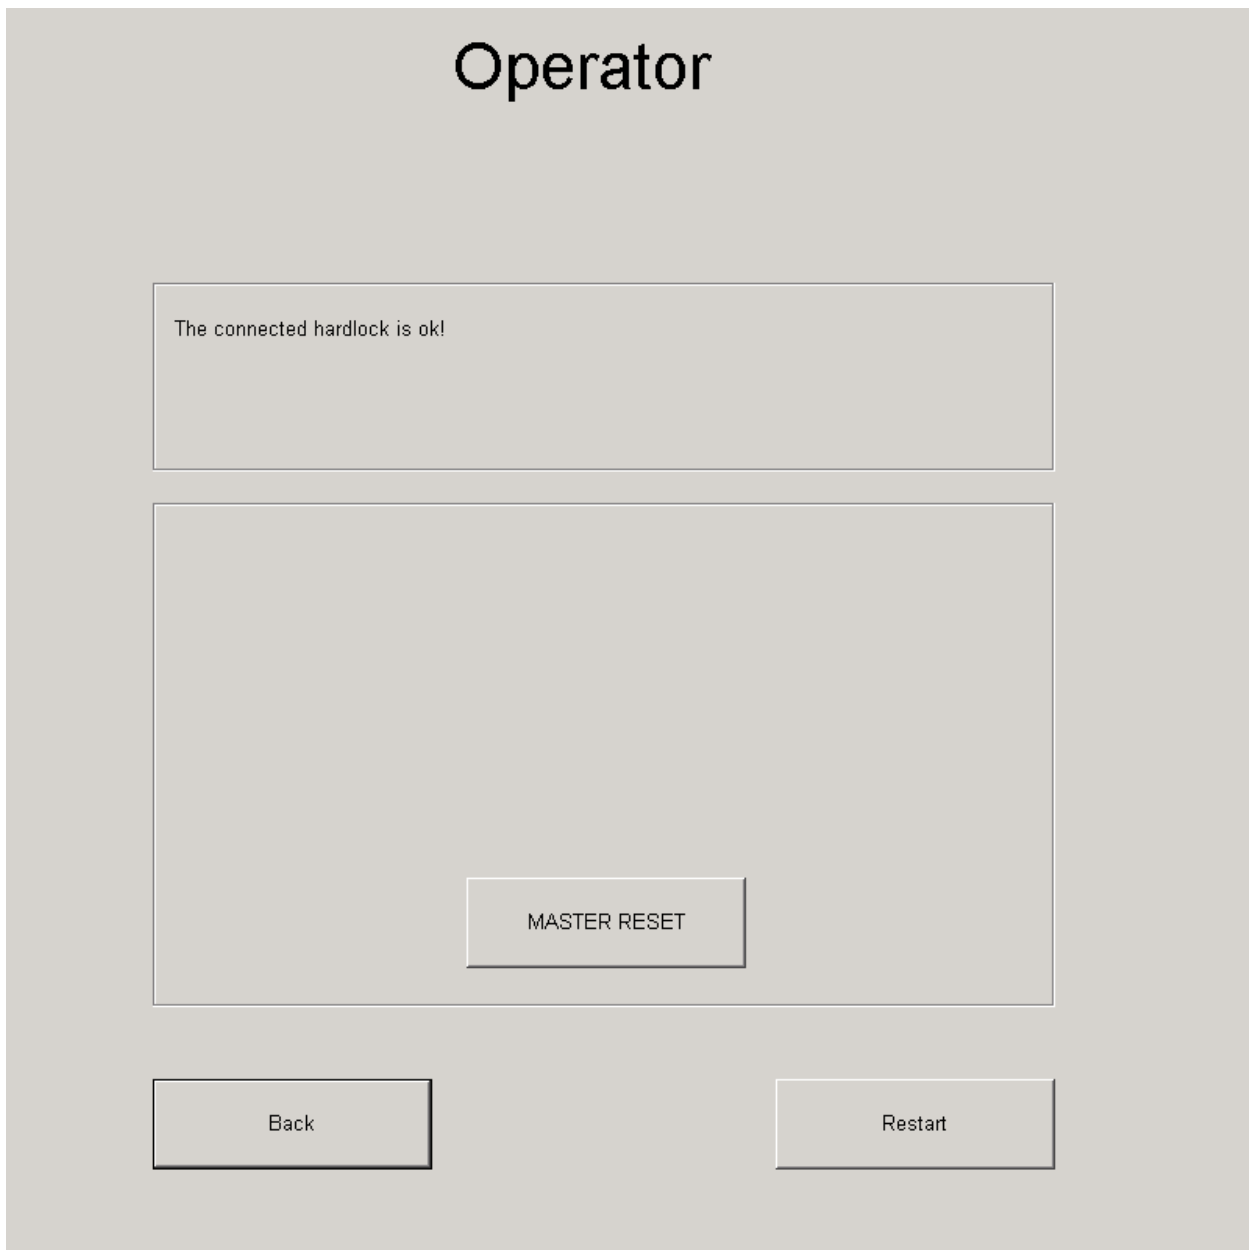 Operator
The connected hardlock is ok!
MASTER RESET
Back
Restart